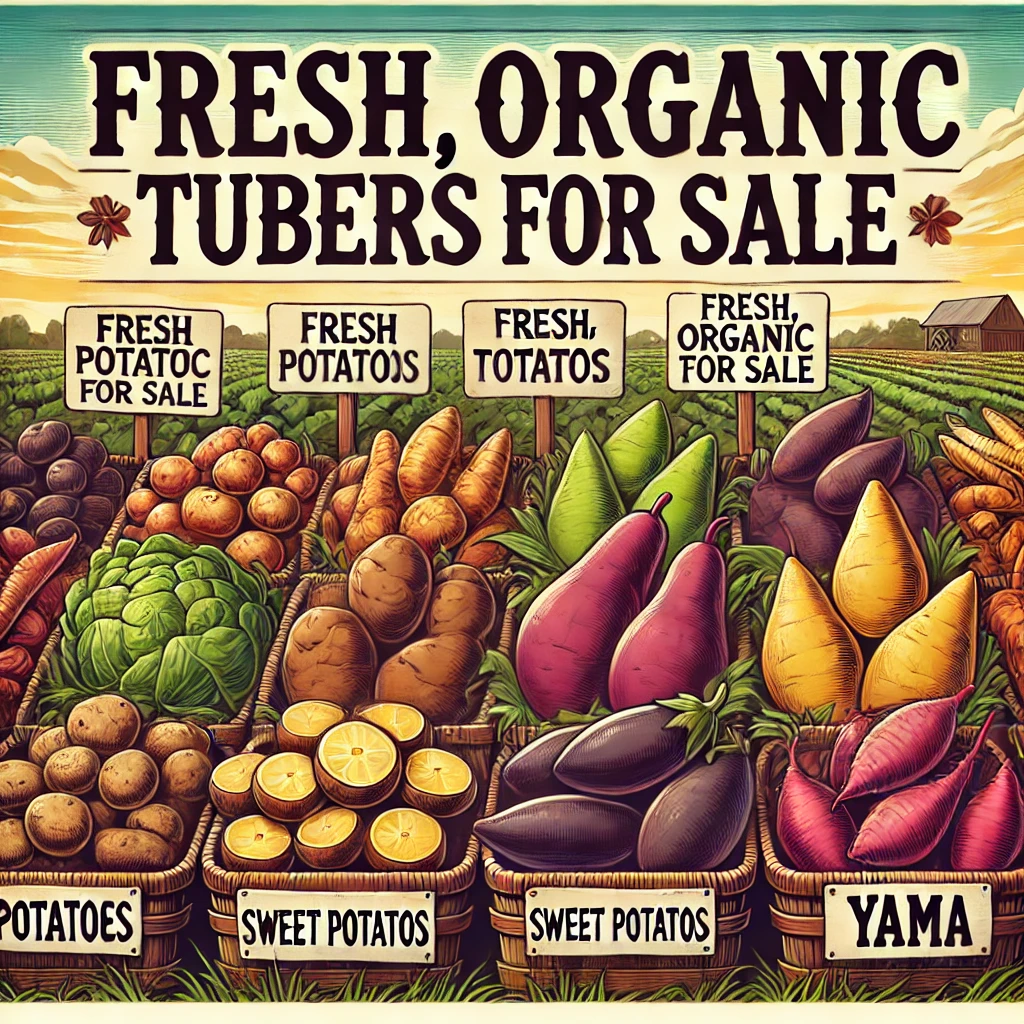 FRESH, ORGANIC
TUBERS FOR SALE
FRESH
POTATOC
FOR SALE
FRESH
POTATOJS
FRESH,
TOTATOS
FRESH,
ORGANIC
FOR SALE
POTATOES
SWEET POTATOS
SWEET POTATOS
YAMA